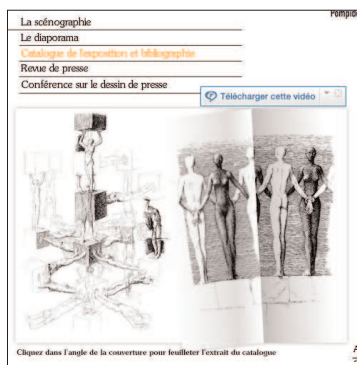 Pompid
La scénographie
Le diaporama
Catalogue de l'exposition et bibliographie
Revue de presse
Conférence sur le dessin de presse
Télécharger cette vidéo
Cliquez dans l'angle de la couverture pour feuilleter l'extrait du catalogue
A